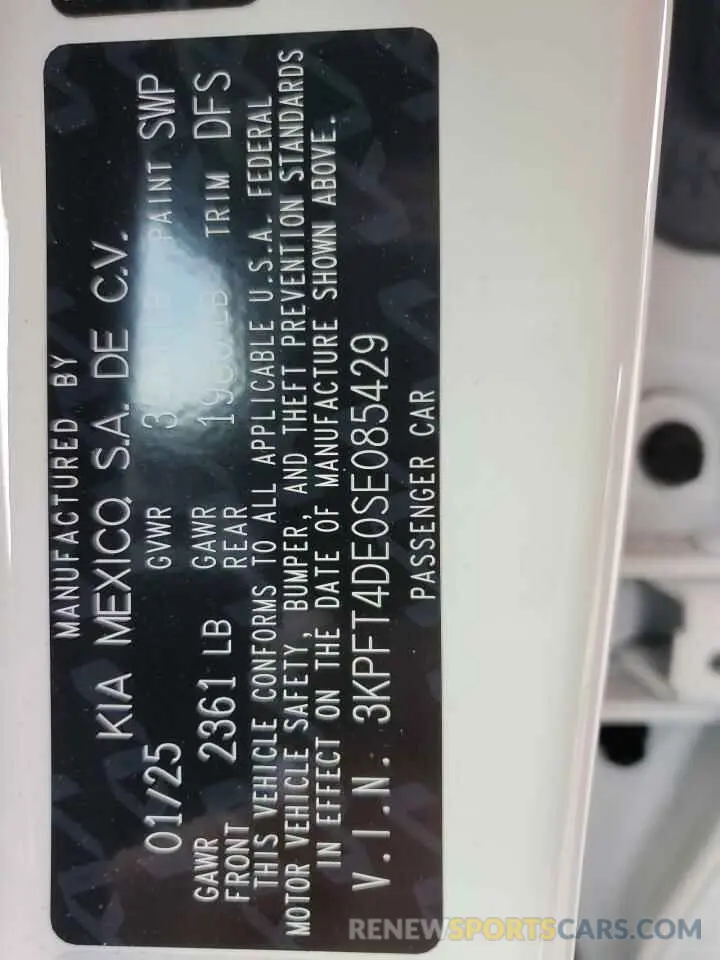 MANUFACTURED BY
KIA MEXICO, S.A. DE C.V.
01/25 GVWR PAINT SWP
GAWR FRONT 2361 LB GAWR REAR LB TRIM DFS
THIS VEHICLE CONFORMS TO ALL APPLICABLE U.S.A. FEDERAL
MOTOR VEHICLE SAFETY, BUMPER, AND THEFT PREVENTION STANDARDS
IN EFFECT ON THE DATE OF MANUFACTURE SHOWN ABOVE.
V.I.N. 3KPFT4DE0SE085429
PASSENGER CAR
RENEWSPORTSCARS.COM